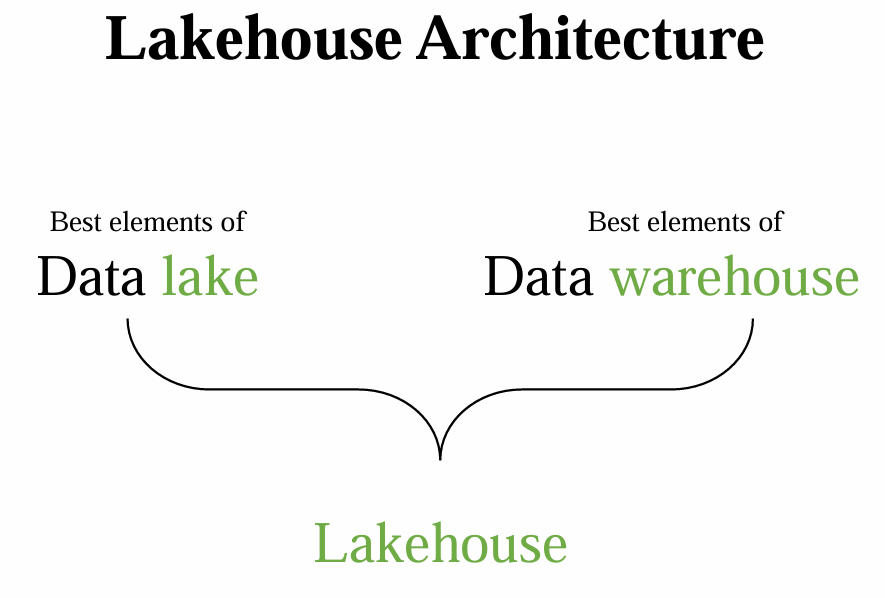 Lakehouse Architecture
Best elements of
Data lake
Best elements of
Data warehouse
Lakehouse